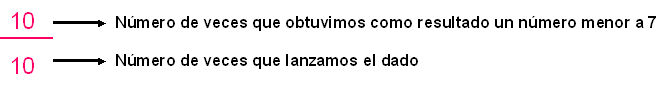 10 Número de veces que obtuvimos como resultado un número menor a 7
10 Número de veces que lanzamos el dado